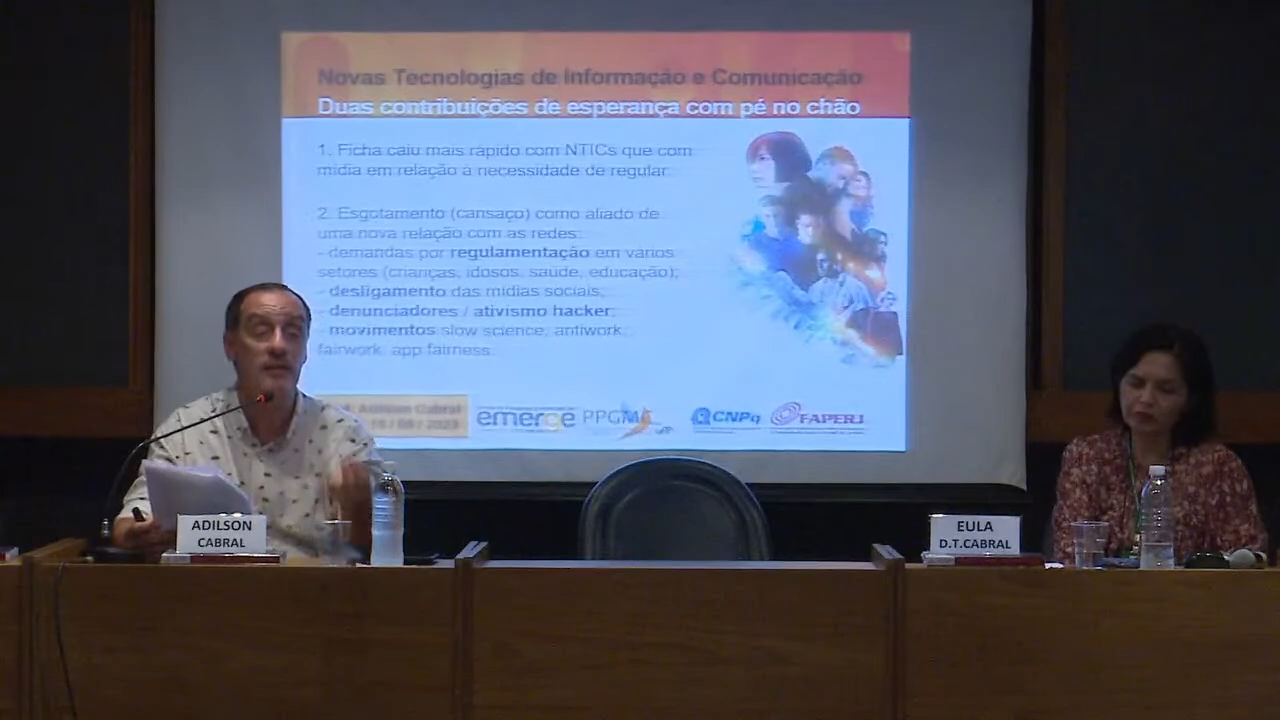 Novas Tecnologias de Informação e Comunicação
Duas contribuições de esperança com pé no chão
1. Ficha caiu mais rápido com NTICs que com
mídia em relação à necessidade de regular.
2. Esgotamento (cansaço) como aliado de
uma nova relação com as redes:
- demandas por regulamentação em vários
setores (crianças, idosos, saúde, educação);
- desligamento das mídias sociais;
- denunciadores / ativismo hacker;
- movimentos slow science, antiwork,
fairwork, app fairness.
Adilson Cabral
emerge PPGM CNPq FAPERJ
ADILSON
CABRAL
EULA
D.T.CABRAL